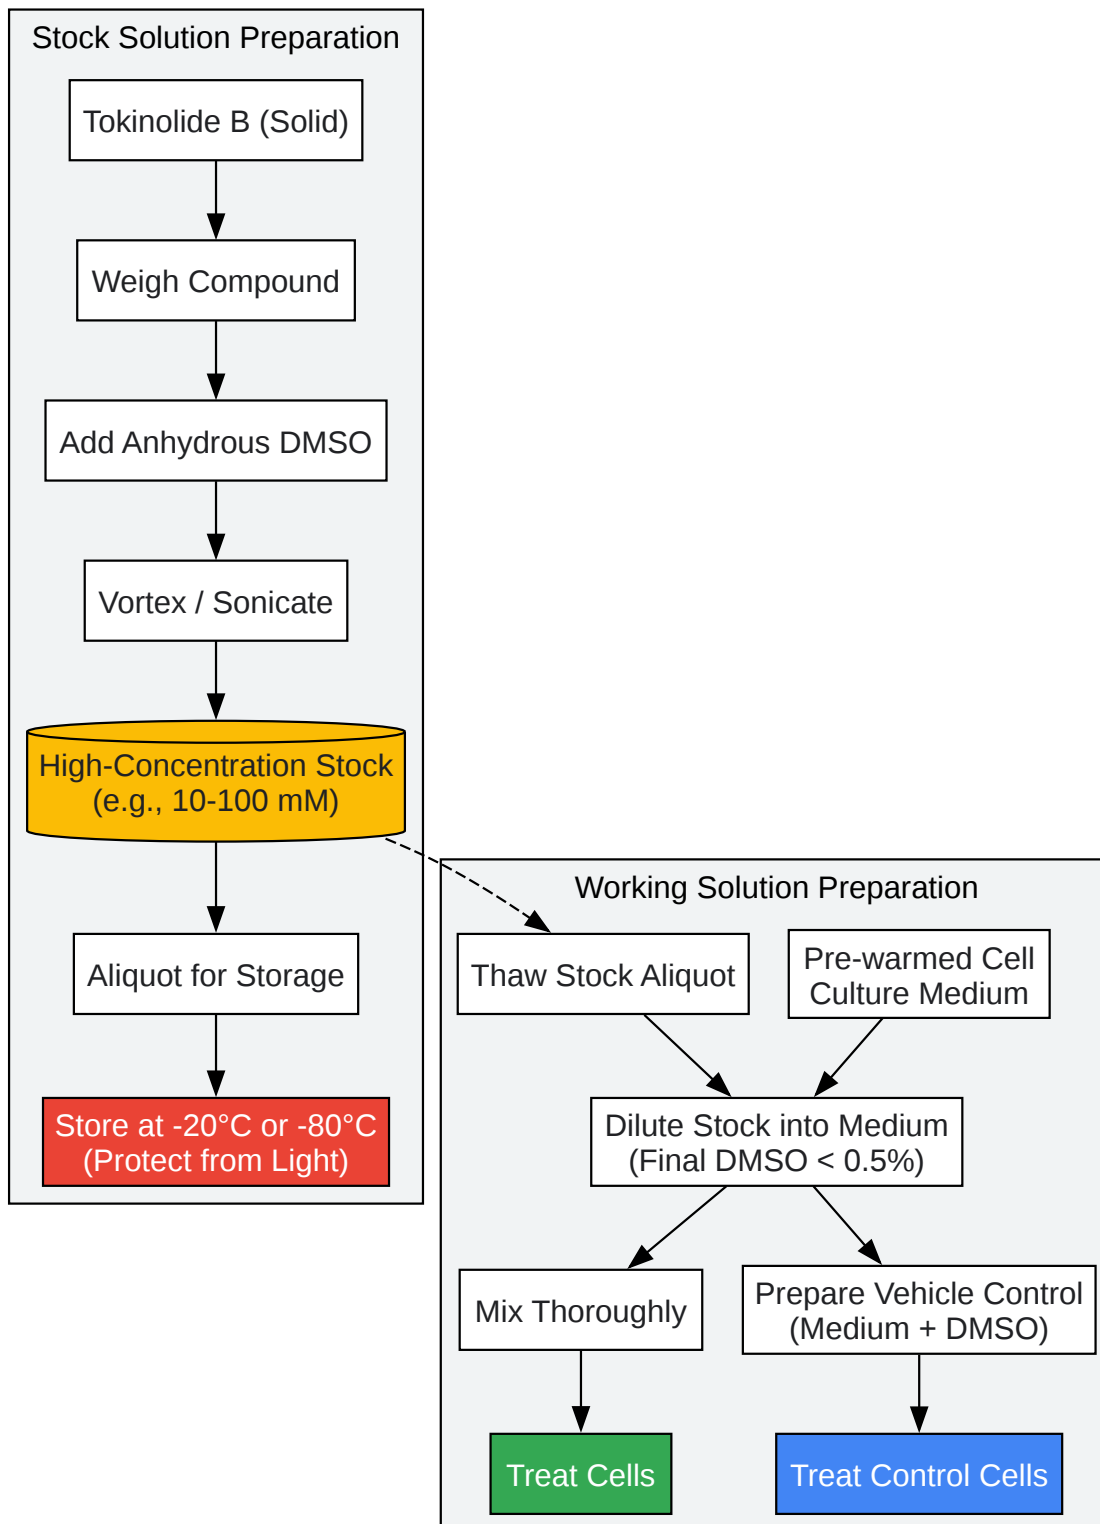 Stock Solution Preparation
Tokinolide B (Solid)
Weigh Compound
Add Anhydrous DMSO
Vortex / Sonicate
High-Concentration Stock
(e.g., 10-100 mM)
Aliquot for Storage
Store at -20°C or -80°C
(Protect from Light)
Working Solution Preparation
Thaw Stock Aliquot
Pre-warmed Cell
Culture Medium
Dilute Stock into Medium
(Final DMSO < 0.5%)
Mix Thoroughly
Prepare Vehicle Control
(Medium + DMSO)
Treat Cells
Treat Control Cells